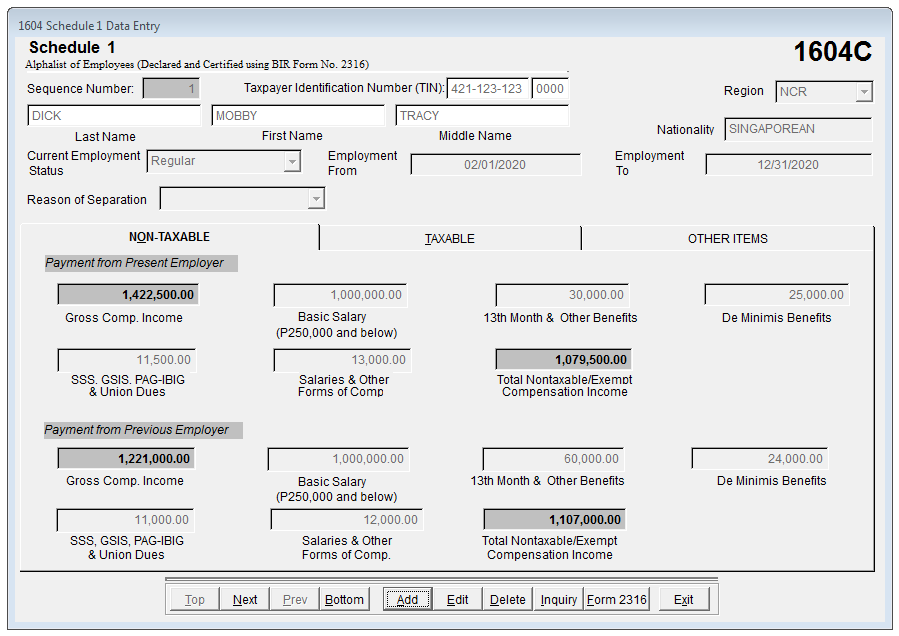 1604 Schedule 1 Data Entry
Schedule 1
1604C
Alphalist of Employees (Declared and Certified using BIR Form No. 2316)
Sequence Number: 1 Taxpayer Identification Number (TIN): 421-123-123 0000 Region NCR
DICK MOBBY TRACY
Last Name First Name Middle Name
Nationality SINGAPOREAN
Current Employment Status Regular Employment From 02/01/2020 Employment To 12/31/2020
Reason of Separation
NON-TAXABLE TAXABLE OTHER ITEMS
Payment from Present Employer
1,422,500.00 1,000,000.00 30,000.00 25,000.00
Gross Comp. Income Basic Salary 13th Month & Other Benefits De Minimis Benefits
(P250,000 and below)
11,500.00 13,000.00 1,079,500.00
SSS. GSIS. PAG-IBIG Salaries & Other Total Nontaxable/Exempt
& Union Dues Forms of Comp Compensation Income
Payment from Previous Employer
1,221,000.00 1,000,000.00 60,000.00 24,000.00
Gross Comp. Income Basic Salary 13th Month & Other Benefits De Minimis Benefits
(P250,000 and below)
11,000.00 12,000.00 1,107,000.00
SSS, GSIS, PAG-IBIG Salaries & Other Total Nontaxable/Exempt
& Union Dues Forms of Comp. Compensation Income
Top Next Prev Bottom Add Edit Delete Inquiry Form 2316 Exit